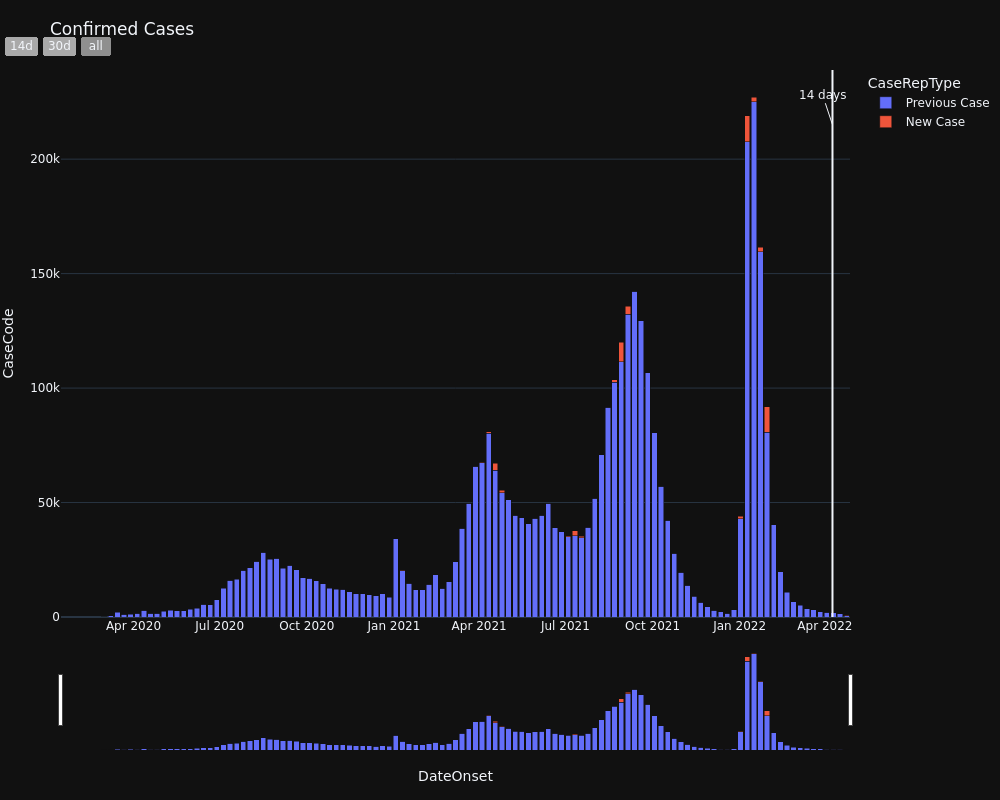 Confirmed Cases
14d 30d all
14 days
CaseRepType
Previous Case
New Case
CaseCode
200k
150k
100k
50k
0
Apr 2020 Jul 2020 Oct 2020 Jan 2021 Apr 2021 Jul 2021 Oct 2021 Jan 2022 Apr 2022
DateOnset